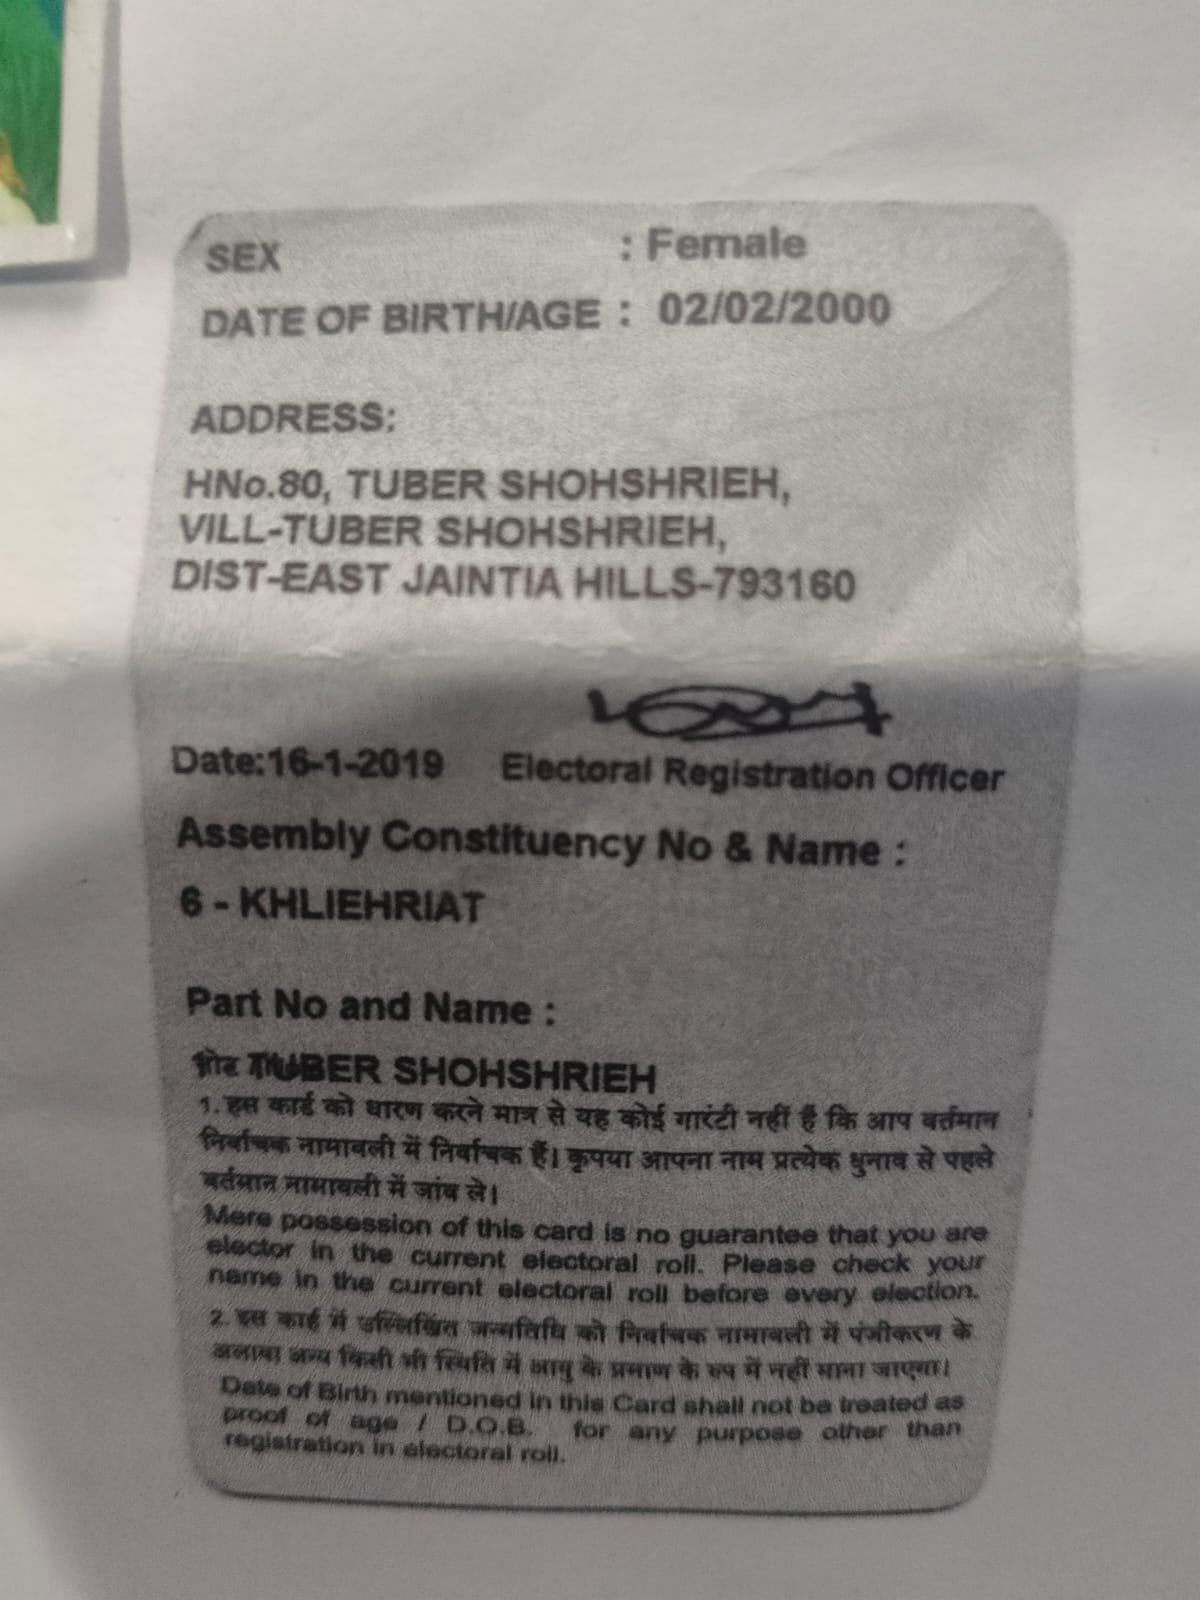 SEX : Female
DATE OF BIRTH/AGE : 02/02/2000
ADDRESS:
HNo.80, TUBER SHOHSHRIEH,
VILL-TUBER SHOHSHRIEH,
DIST-EAST JAINTIA HILLS-793160
Date:16-1-2019 Electoral Registration Officer
Assembly Constituency No & Name :
6 - KHLIEHRIAT
Part No and Name :
TUBER SHOHSHRIEH
1. इस कार्ड को धारण करने मात्र से यह कोई गारंटी नहीं है कि आप वर्तमान
निर्वाचक नामावली में निर्वाचक हैं। कृपया आपना नाम प्रत्येक चुनाव से पहले
वर्तमान नामावली में जांच ले।
Mere possession of this card is no guarantee that you are
elector in the current electoral roll. Please check your
name in the current electoral roll before every election.
2. इस कार्ड में उल्लिखित जन्मतिथि को निर्वाचक नामावली में पंजीकरण के
अलावा अन्य किसी भी स्थिति में आयु के प्रमाण के रुप में नहीं माना जाएगा।
Date of Birth mentioned in this Card shall not be treated as
proof of age / D.O.B. for any purpose other than
registration in electoral roll.